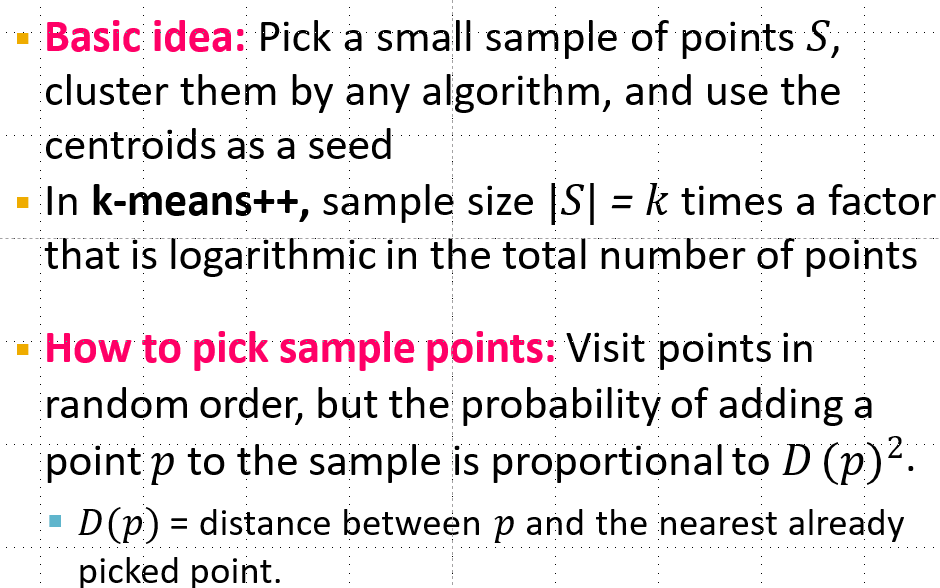 Basic idea: Pick a small sample of points S,
cluster them by any algorithm, and use the
centroids as a seed
In k-means++, sample size |S| = k times a factor
that is logarithmic in the total number of points
How to pick sample points: Visit points in
random order, but the probability of adding a
point p to the sample is proportional to D (p)².
D(p) = distance between p and the nearest already
picked point.